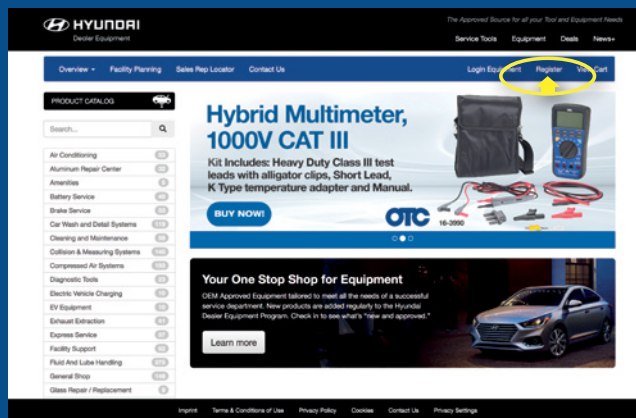 HYUNDAI
Dealer Equipment
The Approved Source for all your Tool and Equipment Needs
Service Tools Equipment Deals News+
Overview Facility Planning Sales Rep Locator Contact Us Login Equipment Register View Cart
PRODUCT CATALOG
Search...
Air Conditioning
Aluminum Repair Center
Amenities
Battery Service
Brake Service
Car Wash and Detail Systems
Cleaning and Maintenance
Collision & Measuring Systems
Compressed Air Systems
Diagnostic Tools
Electric Vehicle Charging
EV Equipment
Exhaust Extraction
Express Service
Facility Support
Fluid And Lube Handling
General Shop
Glass Repair / Replacement
Hybrid Multimeter,
1000V CAT III
Kit Includes: Heavy Duty Class III test
leads with alligator clips, Short Lead,
K Type temperature adapter and Manual.
BUY NOW!
OTC
16-3990
Your One Stop Shop for Equipment
OEM Approved Equipment tailored to meet all the needs of a successful
service department. New products are added regularly to the Hyundai
Dealer Equipment Program. Check in to see what's "new and approved."
Learn more
Imprint Terms & Conditions of Use Privacy Policy Cookies Contact Us Privacy Settings